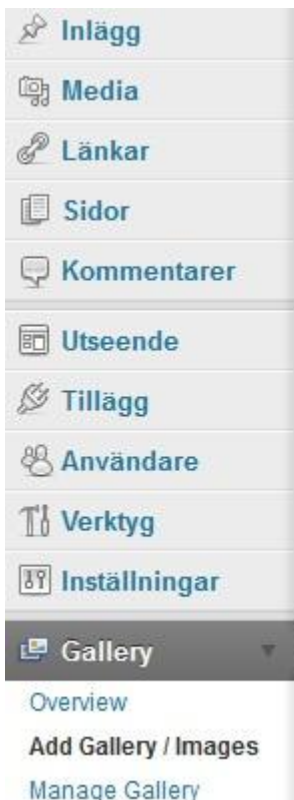 Inlägg
Media
Länkar
Sidor
Kommentarer
Utseende
Tillägg
Användare
Verktyg
Inställningar
Gallery
Overview
Add Gallery / Images
Manage Gallery